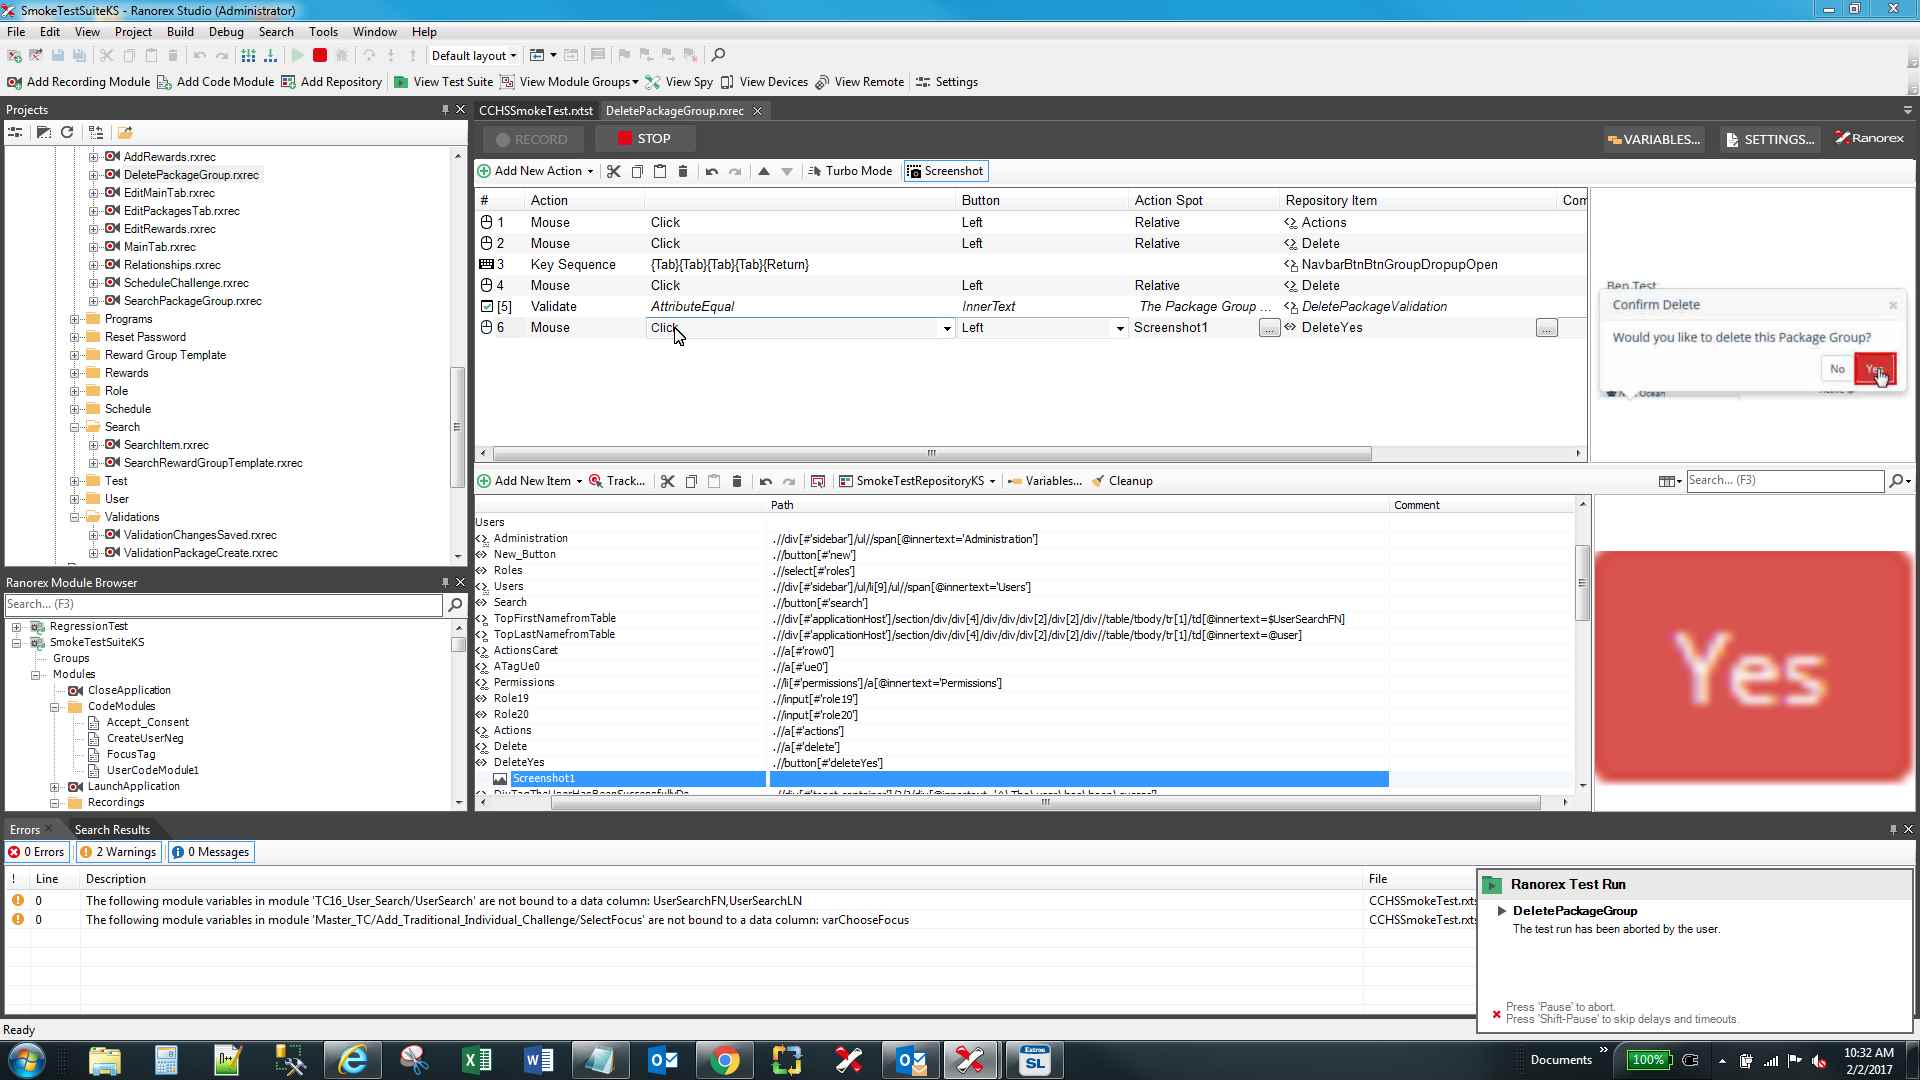 SmokeTestSuiteKS - Ranorex Studio (Administrator)
File Edit View Project Build Debug Search Tools Window Help
Default layout
Add Recording Module Add Code Module Add Repository View Test Suite View Module Groups View Spy View Devices View Remote Settings
Projects
AddRewards.rxrec
DeletePackageGroup.rxrec
EditMainTab.rxrec
EditPackagesTab.rxrec
EditRewards.rxrec
MainTab.rxrec
Relationships.rxrec
ScheduleChallenge.rxrec
SearchPackageGroup.rxrec
Programs
Reset Password
Reward Group Template
Rewards
Role
Schedule
Search
SearchItem.rxrec
SearchRewardGroupTemplate.rxrec
Test
User
Validations
ValidationChangesSaved.rxrec
ValidationPackageCreate.rxrec
Ranorex Module Browser
Search... (F3)
RegressionTest
SmokeTestSuiteKS
Groups
Modules
CloseApplication
CodeModules
Accept_Consent
CreateUserNeg
FocusTag
UserCodeModule1
LaunchApplication
Recordings
CCHSSmokeTest.rxtst DeletePackageGroup.rxrec
RECORD STOP VARIABLES... SETTINGS... Ranorex
Add New Action Turbo Mode Screenshot
# Action Button Action Spot Repository Item Com
1 Mouse Click Left Relative Actions
2 Mouse Click Left Relative Delete
3 Key Sequence {Tab}{Tab}{Tab}{Tab}{Return} NavbarBtnBtnGroupDropupOpen
4 Mouse Click Left Relative Delete
[5] Validate AttributeEqual InnerText The Package Group ... DeletePackageValidation
6 Mouse Click Left Screenshot1 ... DeleteYes ...
Ben Test
Confirm Delete
Would you like to delete this Package Group?
No Yes
Ocean
Add New Item Track... SmokeTestRepositoryKS Variables... Cleanup Search... (F3)
Path Comment
Users
Administration .//div[#'sidebar']/ul//span[@innertext='Administration']
New_Button .//button[#'new']
Roles .//select[#'roles']
Users .//div[#'sidebar']/ul/li[9]/ul//span[@innertext='Users']
Search .//button[#'search']
TopFirstNamefromTable .//div[#'applicationHost']/section/div/div[4]/div/div/div[2]/div[2]/div//table/tbody/tr[1]/td[@innertext=$UserSearchFN]
TopLastNamefromTable .//div[#'applicationHost']/section/div/div[4]/div/div/div[2]/div[2]/div//table/tbody/tr[1]/td[@innertext=@user]
ActionsCaret .//a[#'row0']
ATagUe0 .//a[#'ue0']
Permissions .//li[#'permissions']/a[@innertext='Permissions']
Role19 .//input[#'role19']
Role20 .//input[#'role20']
Actions .//a[#'actions']
Delete .//a[#'delete']
DeleteYes .//button[#'deleteYes']
Screenshot1
Yes
Errors Search Results
0 Errors 2 Warnings 0 Messages
! Line Description File
0 The following module variables in module 'TC16_User_Search/UserSearch' are not bound to a data column: UserSearchFN,UserSearchLN CCHSSmokeTest.rxts
0 The following module variables in module 'Master_TC/Add_Traditional_Individual_Challenge/SelectFocus' are not bound to a data column: varChooseFocus CCHSSmokeTest.rxts
Ranorex Test Run
DeletePackageGroup
The test run has been aborted by the user.
Press 'Pause' to abort.
Press 'Shift-Pause' to skip delays and timeouts.
Ready
Extron
SL
Documents
100%
10:32 AM
2/2/2017